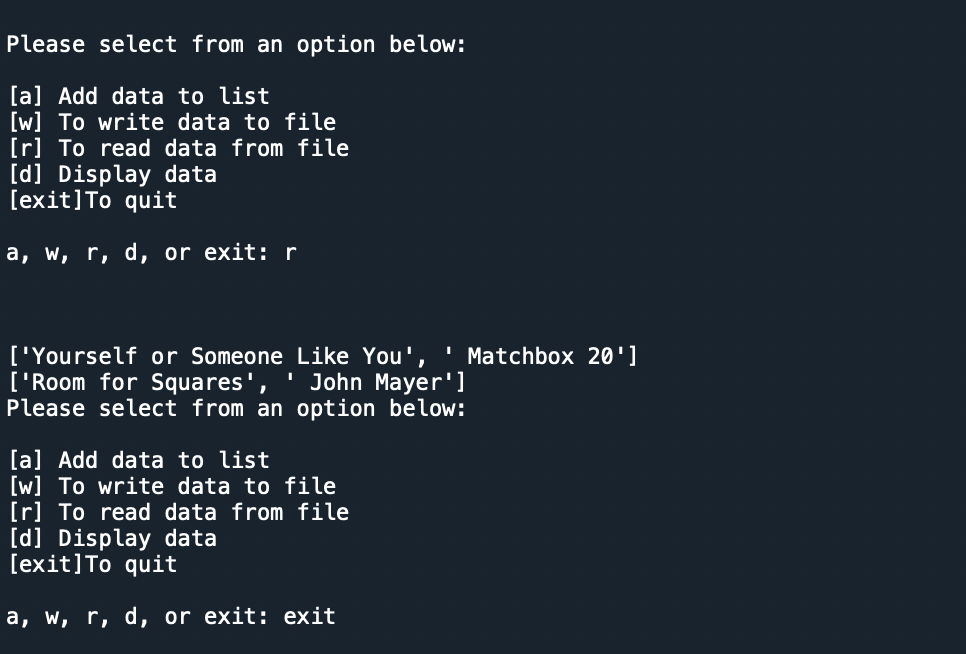 Please select from an option below:
[a] Add data to list
[w] To write data to file
[r] To read data from file
[d] Display data
[exit]To quit
a, w, r, d, or exit: r
['Yourself or Someone Like You', ' Matchbox 20']
['Room for Squares', ' John Mayer']
Please select from an option below:
[a] Add data to list
[w] To write data to file
[r] To read data from file
[d] Display data
[exit]To quit
a, w, r, d, or exit: exit